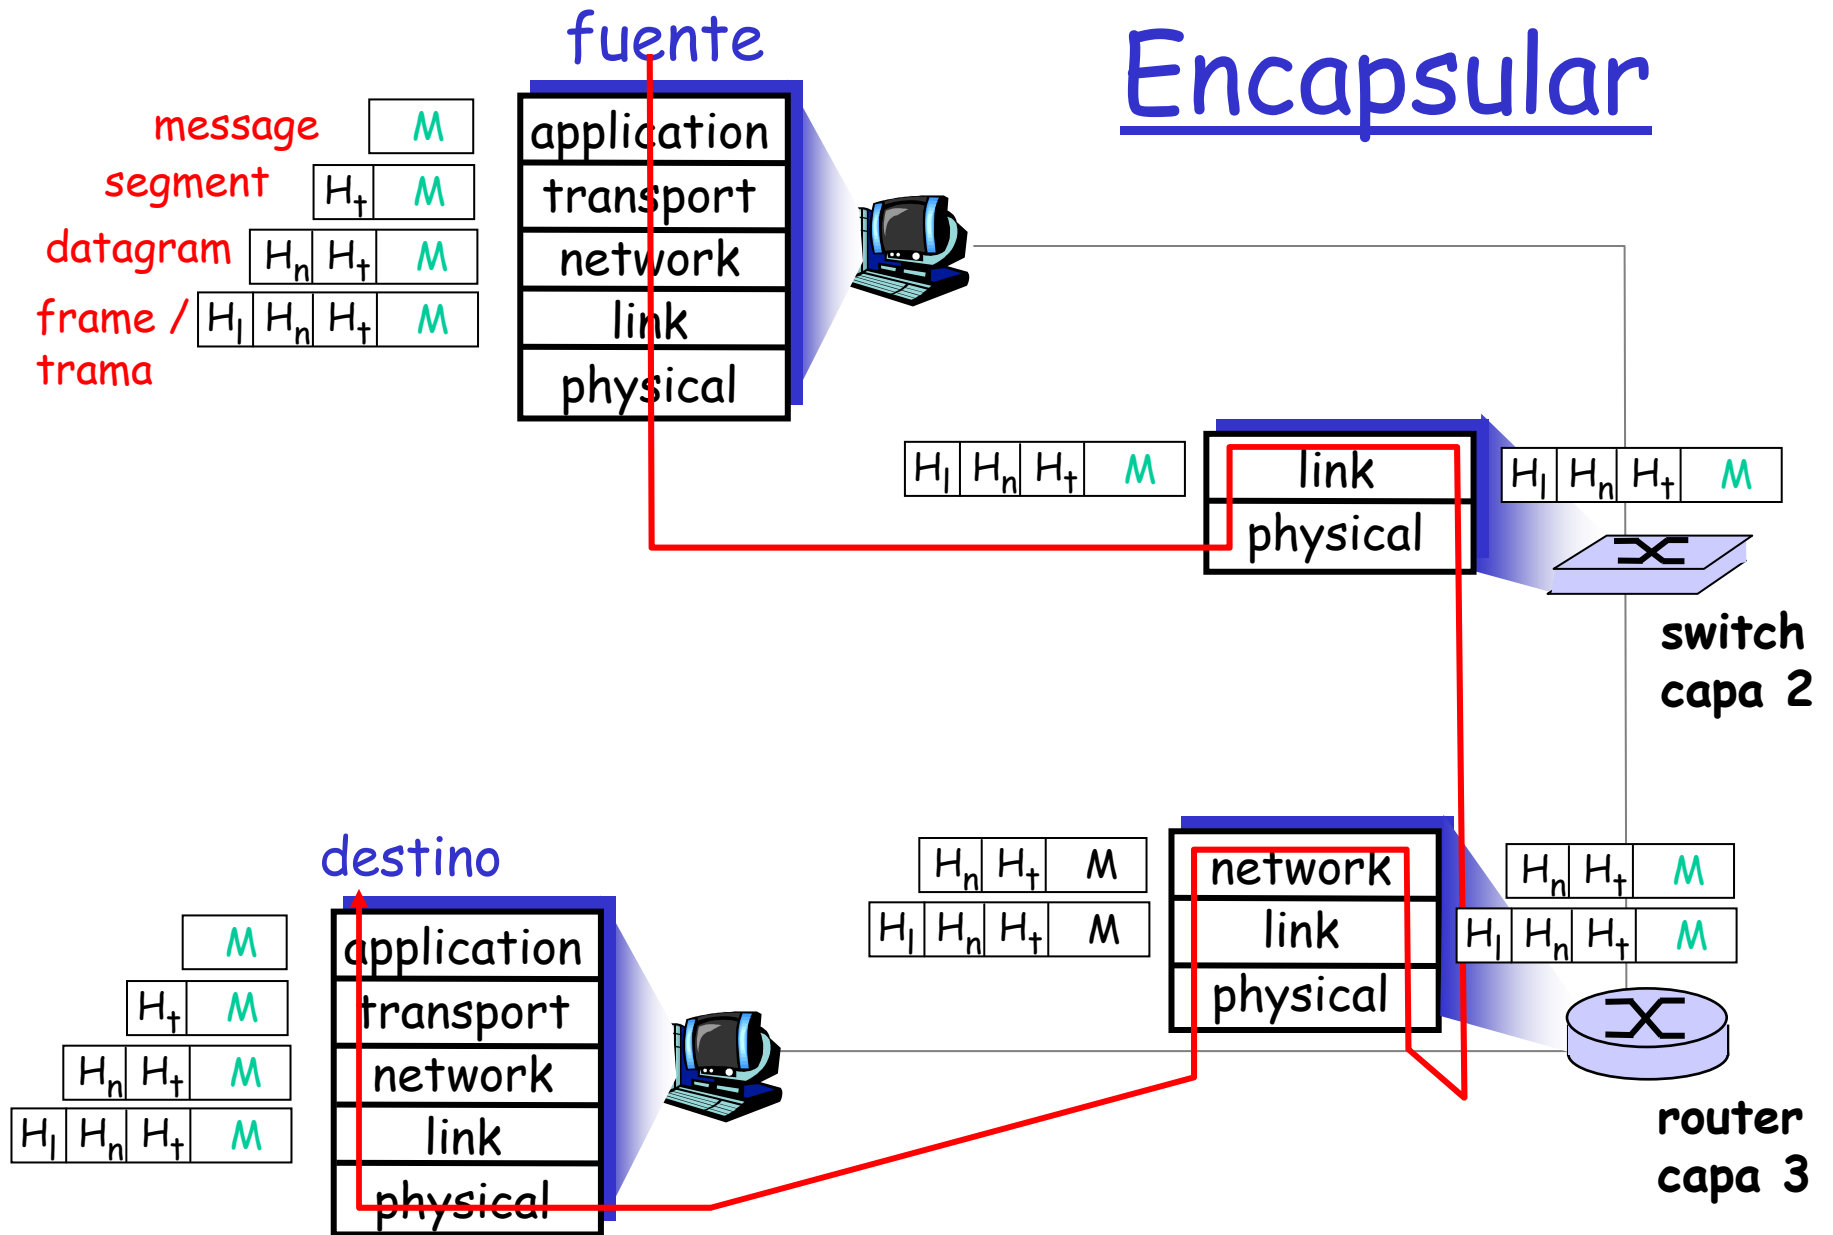 fuente
Encapsular
message M
segment Ht M
datagram Hn Ht M
frame / Hl Hn Ht M
trama
application
transport
network
link
physical
Hl Hn Ht M
link
physical
Hl Hn Ht M
switch
capa 2
Hn Ht M
Hl Hn Ht M
network
link
physical
Hn Ht M
Hl Hn Ht M
router
capa 3
destino
M
Ht M
Hn Ht M
Hl Hn Ht M
application
transport
network
link
physical